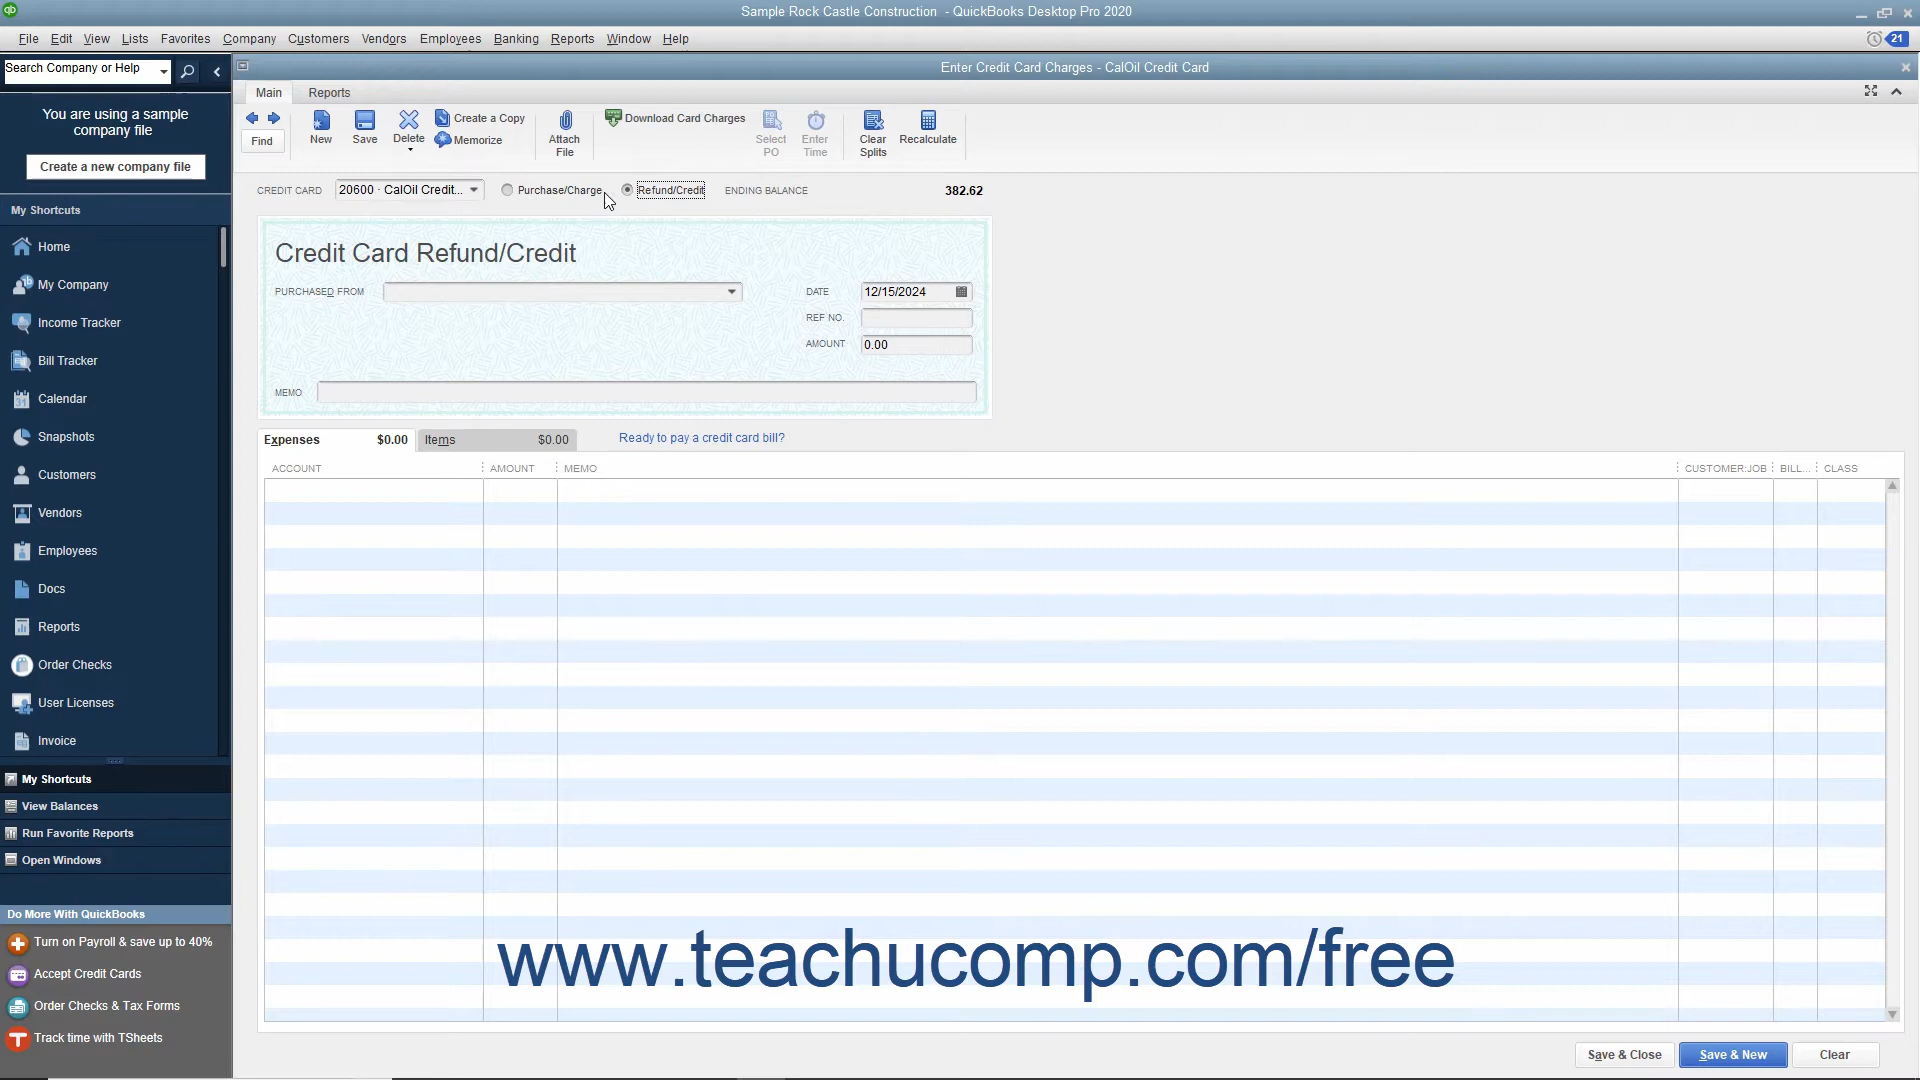 Sample Rock Castle Construction - QuickBooks Desktop Pro 2020
File Edit View Lists Favorites Company Customers Vendors Employees Banking Reports Window Help
21
Search Company or Help
Enter Credit Card Charges - CalOil Credit Card
Main Reports
You are using a sample
company file
Create a new company file
Find
New
Save
Delete
Create a Copy
Memorize
Attach
File
Download Card Charges
Select
PO
Enter
Time
Clear
Splits
Recalculate
CREDIT CARD 20600 · CalOil Credit... Purchase/Charge Refund/Credit ENDING BALANCE 382.62
My Shortcuts
Home
My Company
Income Tracker
Bill Tracker
Calendar
Snapshots
Customers
Vendors
Employees
Docs
Reports
Order Checks
User Licenses
Invoice
My Shortcuts
View Balances
Run Favorite Reports
Open Windows
Do More With QuickBooks
Turn on Payroll & save up to 40%
Accept Credit Cards
Order Checks & Tax Forms
Track time with TSheets
Credit Card Refund/Credit
PURCHASED FROM
DATE 12/15/2024
REF NO.
AMOUNT 0.00
MEMO
Expenses $0.00 Items $0.00 Ready to pay a credit card bill?
ACCOUNT AMOUNT MEMO CUSTOMER:JOB BILL... CLASS
www.teachucomp.com/free
Save & Close Save & New Clear